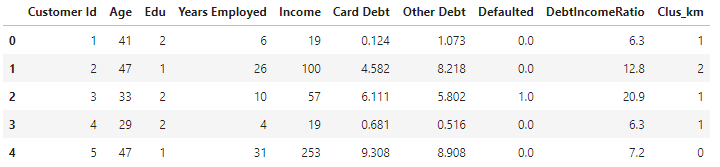 Customer Id Age Edu Years Employed Income Card Debt Other Debt Defaulted DebtIncomeRatio Clus_km
0 1 41 2 6 19 0.124 1.073 0.0 6.3 1
1 2 47 1 26 100 4.582 8.218 0.0 12.8 2
2 3 33 2 10 57 6.111 5.802 1.0 20.9 1
3 4 29 2 4 19 0.681 0.516 0.0 6.3 1
4 5 47 1 31 253 9.308 8.908 0.0 7.2 0